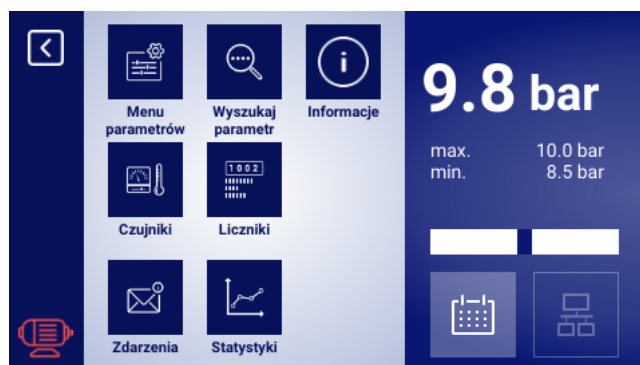 Menu
parametrów
Wyszukaj
parametr
Informacje
1002
Czujniki
Liczniki
Zdarzenia
Statystyki
9.8 bar
max. 10.0 bar
min. 8.5 bar